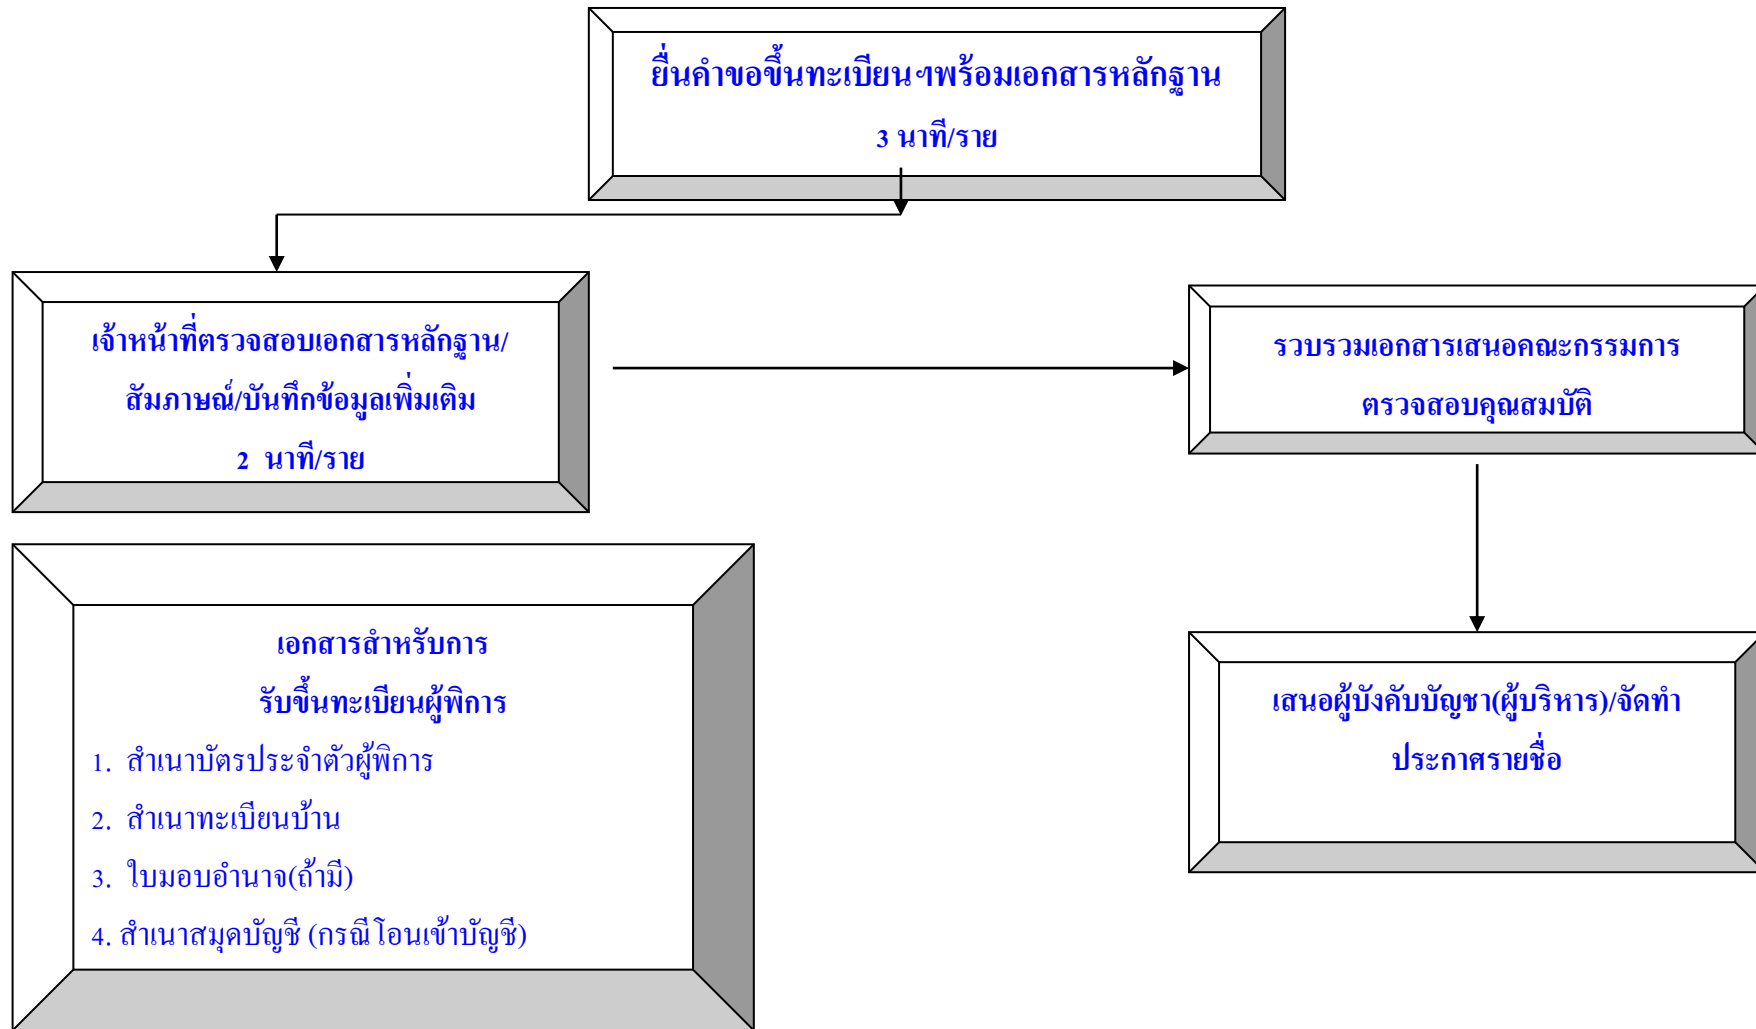 ยื่นคำขอขึ้นทะเบียนฯพร้อมเอกสารหลักฐาน
3 นาที/ราย
เจ้าหน้าที่ตรวจสอบเอกสารหลักฐาน/
สัมภาษณ์/บันทึกข้อมูลเพิ่มเติม
2 นาที/ราย
รวบรวมเอกสารเสนอคณะกรรมการ
ตรวจสอบคุณสมบัติ
เสนอผู้บังคับบัญชา(ผู้บริหาร)/จัดทำ
ประกาศรายชื่อ
เอกสารสำหรับการ
รับขึ้นทะเบียนผู้พิการ
1. สำเนาบัตรประจำตัวผู้พิการ
2. สำเนาทะเบียนบ้าน
3. ใบมอบอำนาจ(ถ้ามี)
4. สำเนาสมุดบัญชี (กรณีโอนเข้าบัญชี)